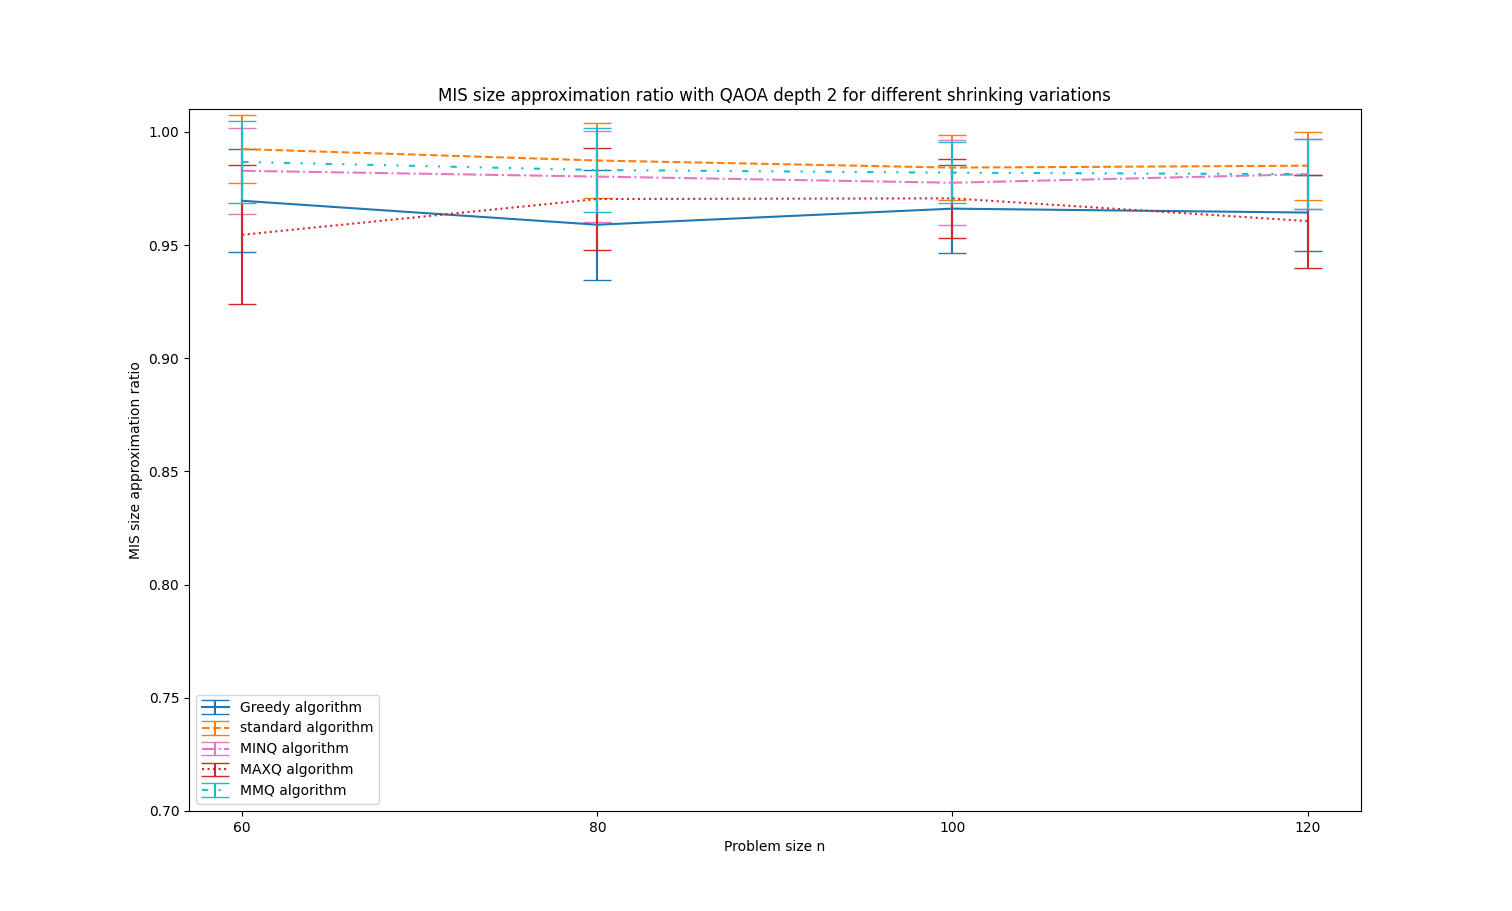 MIS size approximation ratio with QAOA depth 2 for different shrinking variations
MIS size approximation ratio
1.00
0.95
0.90
0.85
0.80
0.75
0.70
Greedy algorithm
standard algorithm
MINQ algorithm
MAXQ algorithm
MMQ algorithm
60
80
100
120
Problem size n